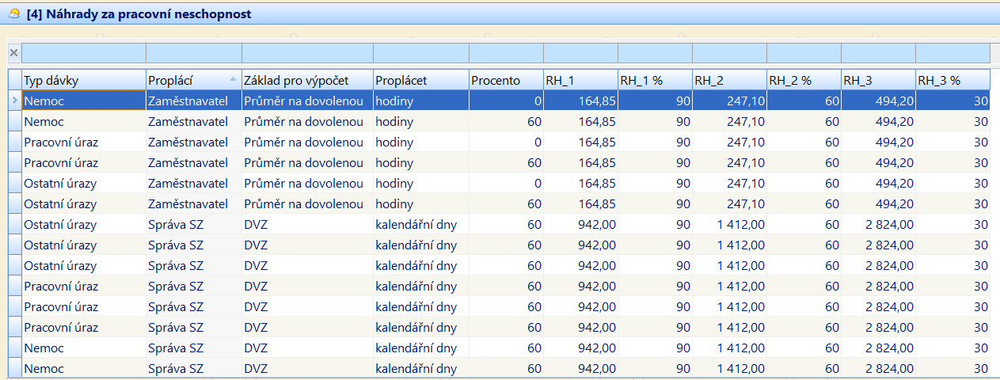 [4] Náhrady za pracovní neschopnost
Typ dávky Proplácí Základ pro výpočet Proplácet Procento RH_1 RH_1 % RH_2 RH_2 % RH_3 RH_3 %
Nemoc Zaměstnavatel Průměr na dovolenou hodiny 0 164,85 90 247,10 60 494,20 30
Nemoc Zaměstnavatel Průměr na dovolenou hodiny 60 164,85 90 247,10 60 494,20 30
Pracovní úraz Zaměstnavatel Průměr na dovolenou hodiny 0 164,85 90 247,10 60 494,20 30
Pracovní úraz Zaměstnavatel Průměr na dovolenou hodiny 60 164,85 90 247,10 60 494,20 30
Ostatní úrazy Zaměstnavatel Průměr na dovolenou hodiny 0 164,85 90 247,10 60 494,20 30
Ostatní úrazy Zaměstnavatel Průměr na dovolenou hodiny 60 164,85 90 247,10 60 494,20 30
Ostatní úrazy Správa SZ DVZ kalendářní dny 60 942,00 90 1 412,00 60 2 824,00 30
Ostatní úrazy Správa SZ DVZ kalendářní dny 60 942,00 90 1 412,00 60 2 824,00 30
Ostatní úrazy Správa SZ DVZ kalendářní dny 60 942,00 90 1 412,00 60 2 824,00 30
Pracovní úraz Správa SZ DVZ kalendářní dny 60 942,00 90 1 412,00 60 2 824,00 30
Pracovní úraz Správa SZ DVZ kalendářní dny 60 942,00 90 1 412,00 60 2 824,00 30
Pracovní úraz Správa SZ DVZ kalendářní dny 60 942,00 90 1 412,00 60 2 824,00 30
Nemoc Správa SZ DVZ kalendářní dny 60 942,00 90 1 412,00 60 2 824,00 30
Nemoc Správa SZ DVZ kalendářní dny 60 942,00 90 1 412,00 60 2 824,00 30